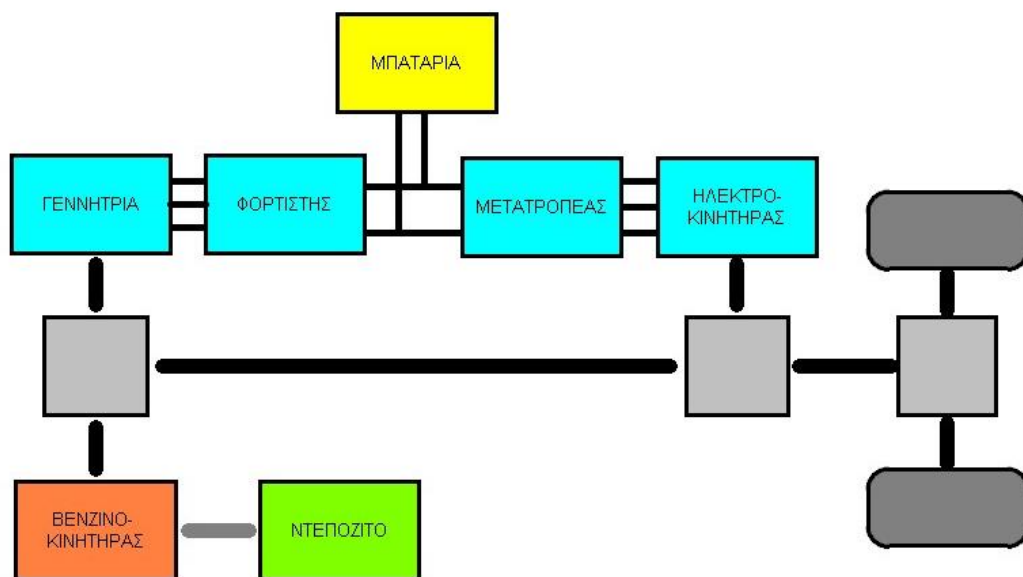 ΜΠΑΤΑΡΙΑ
ΓΕΝΝΗΤΡΙΑ
ΦΟΡΤΙΣΤΗΣ
ΜΕΤΑΤΡΟΠΕΑΣ
ΗΛΕΚΤΡΟ-
ΚΙΝΗΤΗΡΑΣ
ΒΕΝΖΙΝΟ-
ΚΙΝΗΤΗΡΑΣ
ΝΤΕΠΟΖΙΤΟ